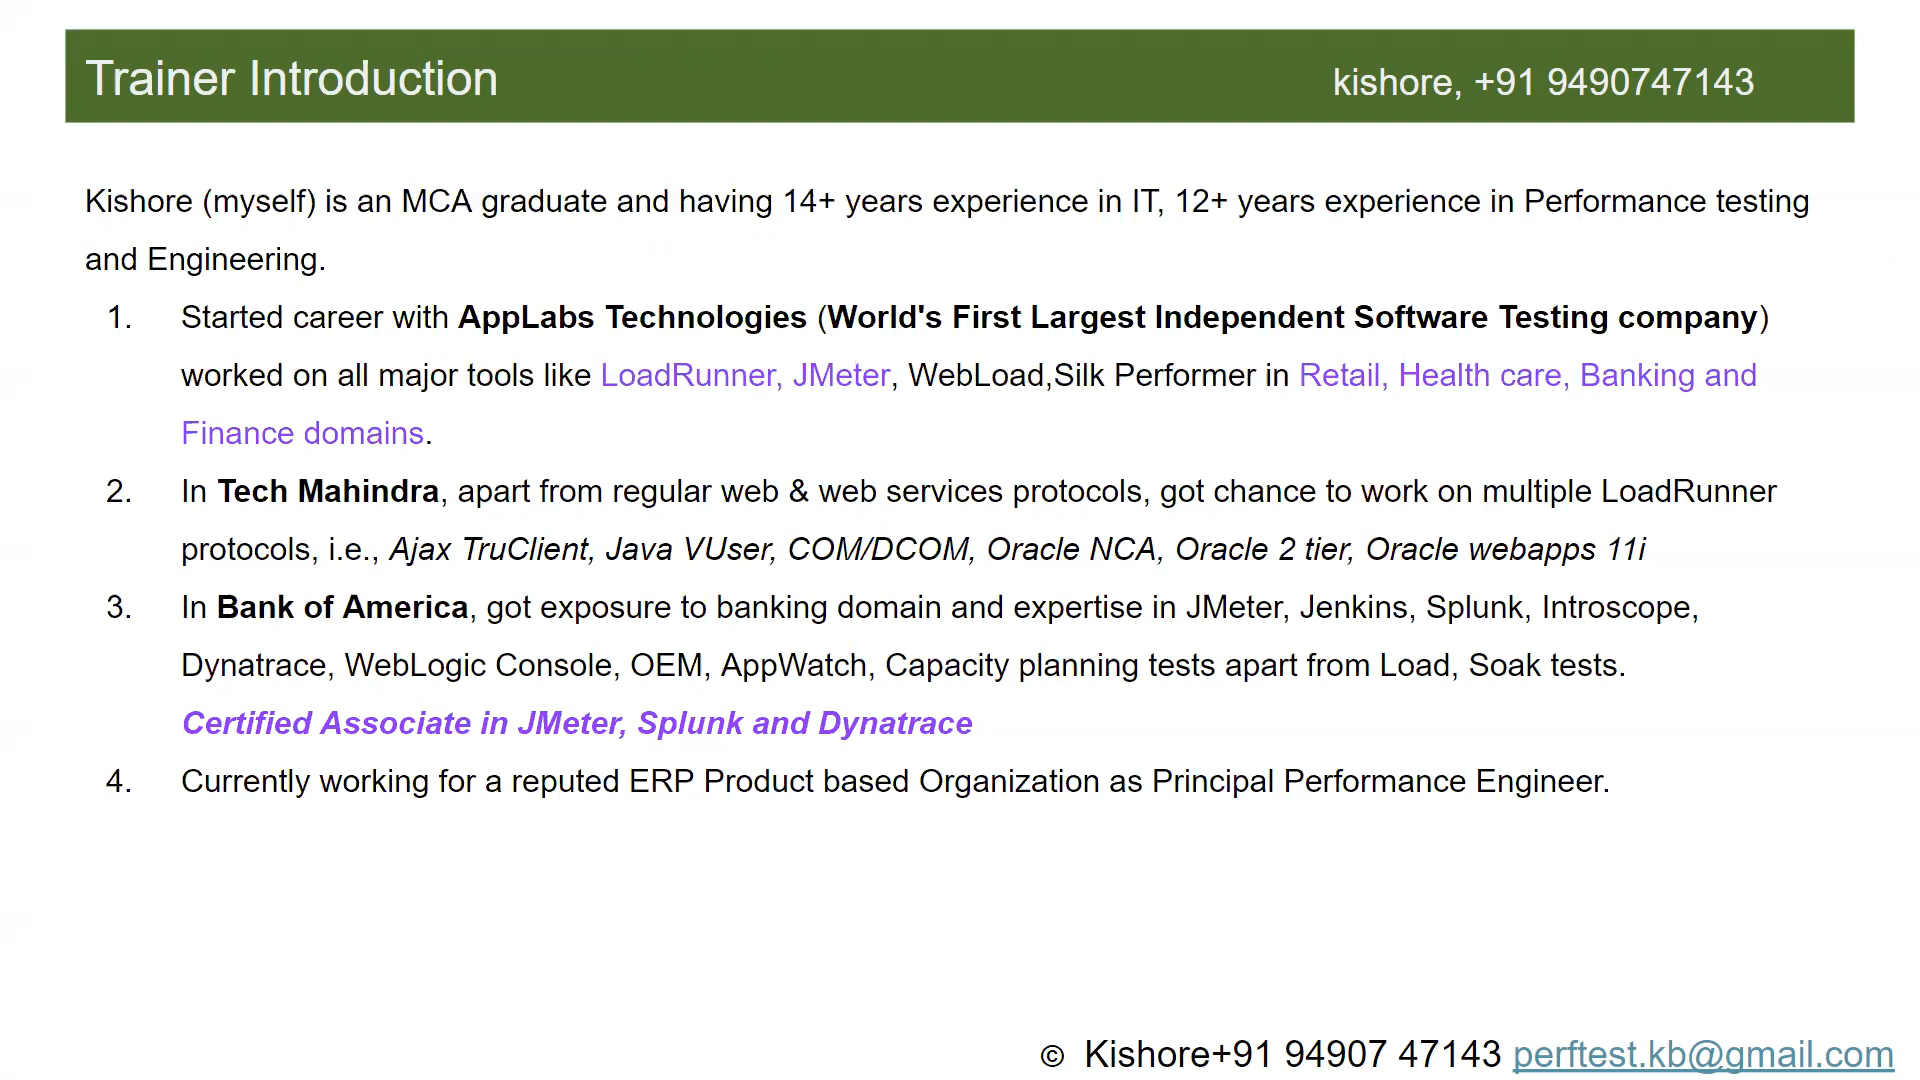 Trainer Introduction kishore, +91 9490747143
Kishore (myself) is an MCA graduate and having 14+ years experience in IT, 12+ years experience in Performance testing
and Engineering.
1. Started career with AppLabs Technologies (World's First Largest Independent Software Testing company)
worked on all major tools like LoadRunner, JMeter, WebLoad,Silk Performer in Retail, Health care, Banking and
Finance domains.
2. In Tech Mahindra, apart from regular web & web services protocols, got chance to work on multiple LoadRunner
protocols, i.e., Ajax TruClient, Java VUser, COM/DCOM, Oracle NCA, Oracle 2 tier, Oracle webapps 11i
3. In Bank of America, got exposure to banking domain and expertise in JMeter, Jenkins, Splunk, Introscope,
Dynatrace, WebLogic Console, OEM, AppWatch, Capacity planning tests apart from Load, Soak tests.
Certified Associate in JMeter, Splunk and Dynatrace
4. Currently working for a reputed ERP Product based Organization as Principal Performance Engineer.
© Kishore+91 94907 47143 perftest.kb@gmail.com